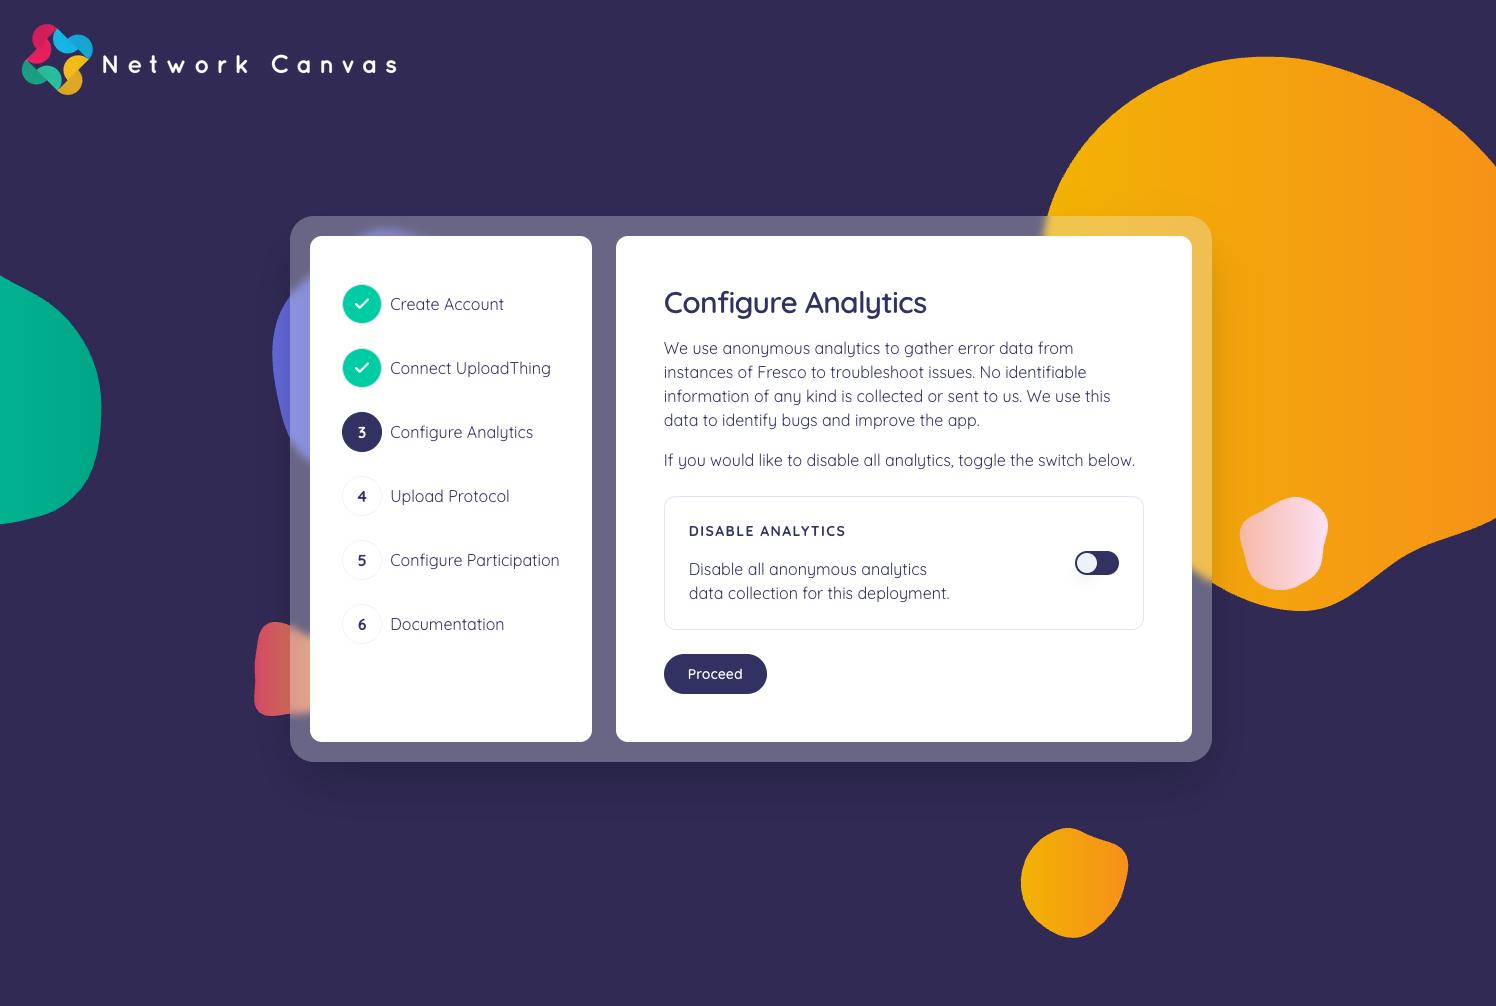 Network Canvas
Create Account
Connect UploadThing
3 Configure Analytics
4 Upload Protocol
5 Configure Participation
6 Documentation
Configure Analytics
We use anonymous analytics to gather error data from
instances of Fresco to troubleshoot issues. No identifiable
information of any kind is collected or sent to us. We use this
data to identify bugs and improve the app.
If you would like to disable all analytics, toggle the switch below.
DISABLE ANALYTICS
Disable all anonymous analytics
data collection for this deployment.
Proceed